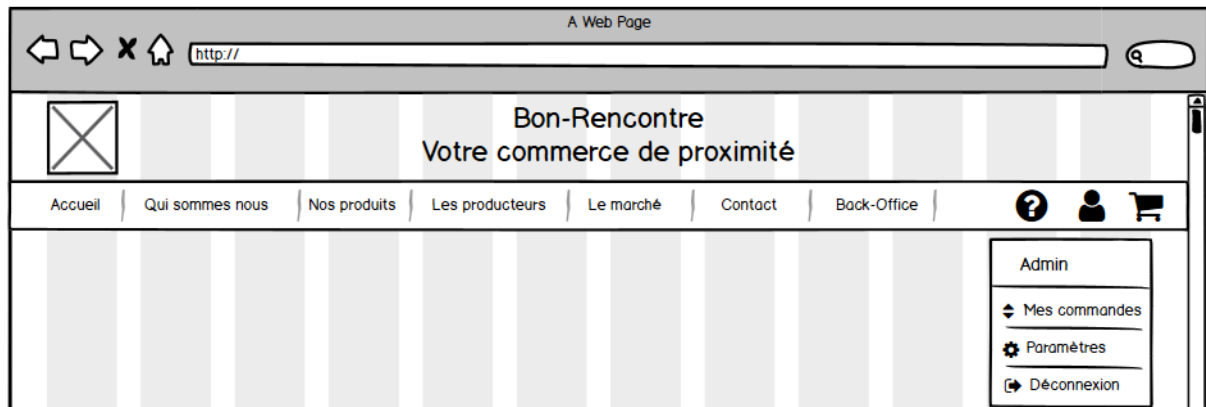 A Web Page
http://
Bon-Rencontre
Votre commerce de proximité
Accueil Qui sommes nous Nos produits Les producteurs Le marché Contact Back-Office
Admin
Mes commandes
Paramètres
Déconnexion